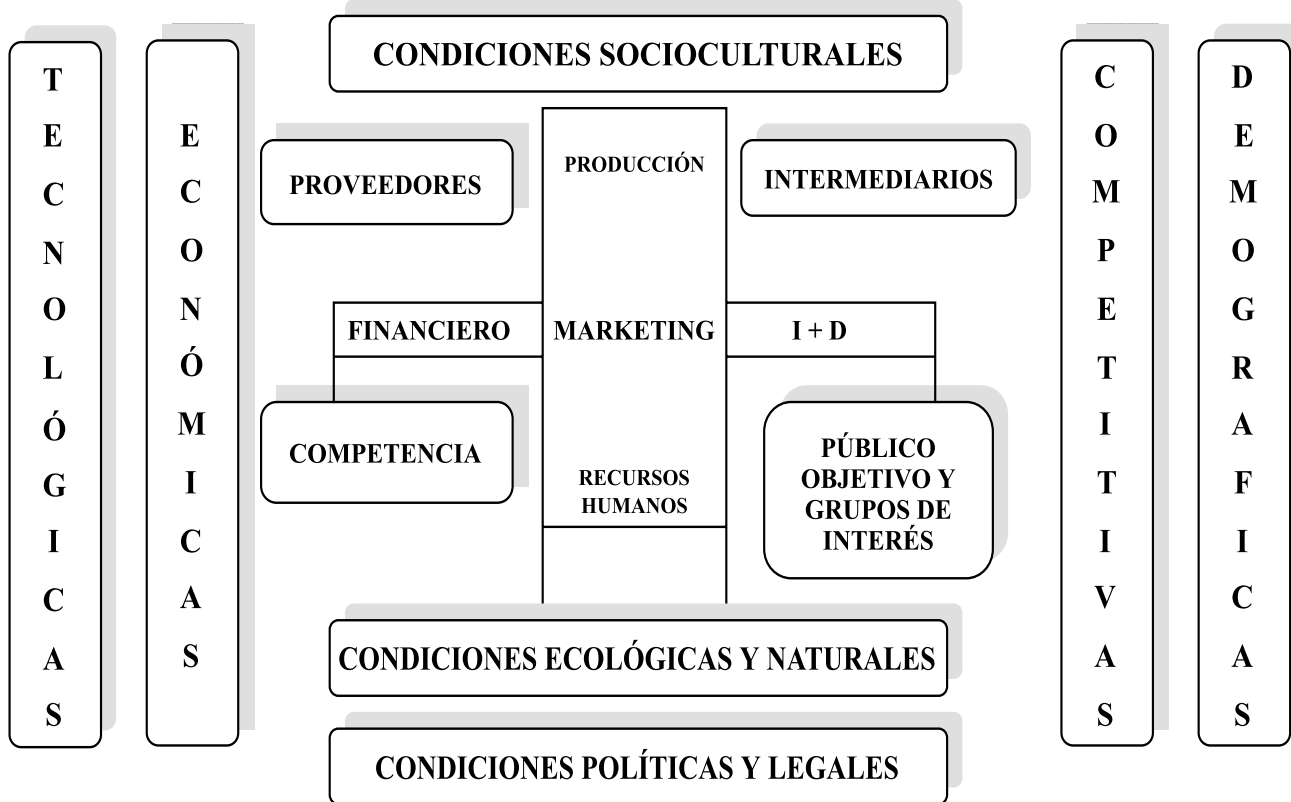 CONDICIONES SOCIOCULTURALES
TECNOLÓGICAS
ECONÓMICAS
PROVEEDORES
PRODUCCIÓN
INTERMEDIARIOS
FINANCIERO
MARKETING
I + D
COMPETENCIA
RECURSOS
HUMANOS
PÚBLICO
OBJETIVO Y
GRUPOS DE
INTERÉS
COMPETITIVAS
DEMOGRAFICAS
CONDICIONES ECOLÓGICAS Y NATURALES
CONDICIONES POLÍTICAS Y LEGALES